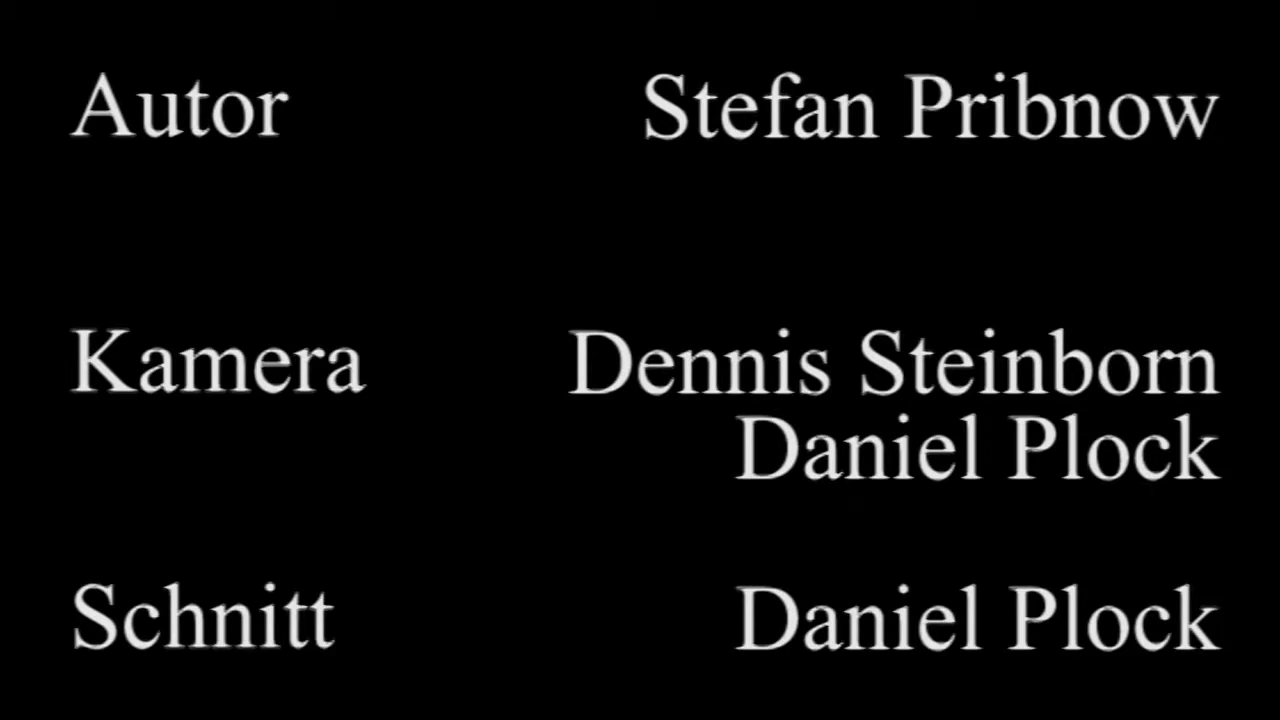 Autor Stefan Pribnow
Kamera Dennis Steinborn
Daniel Plock
Schnitt Daniel Plock